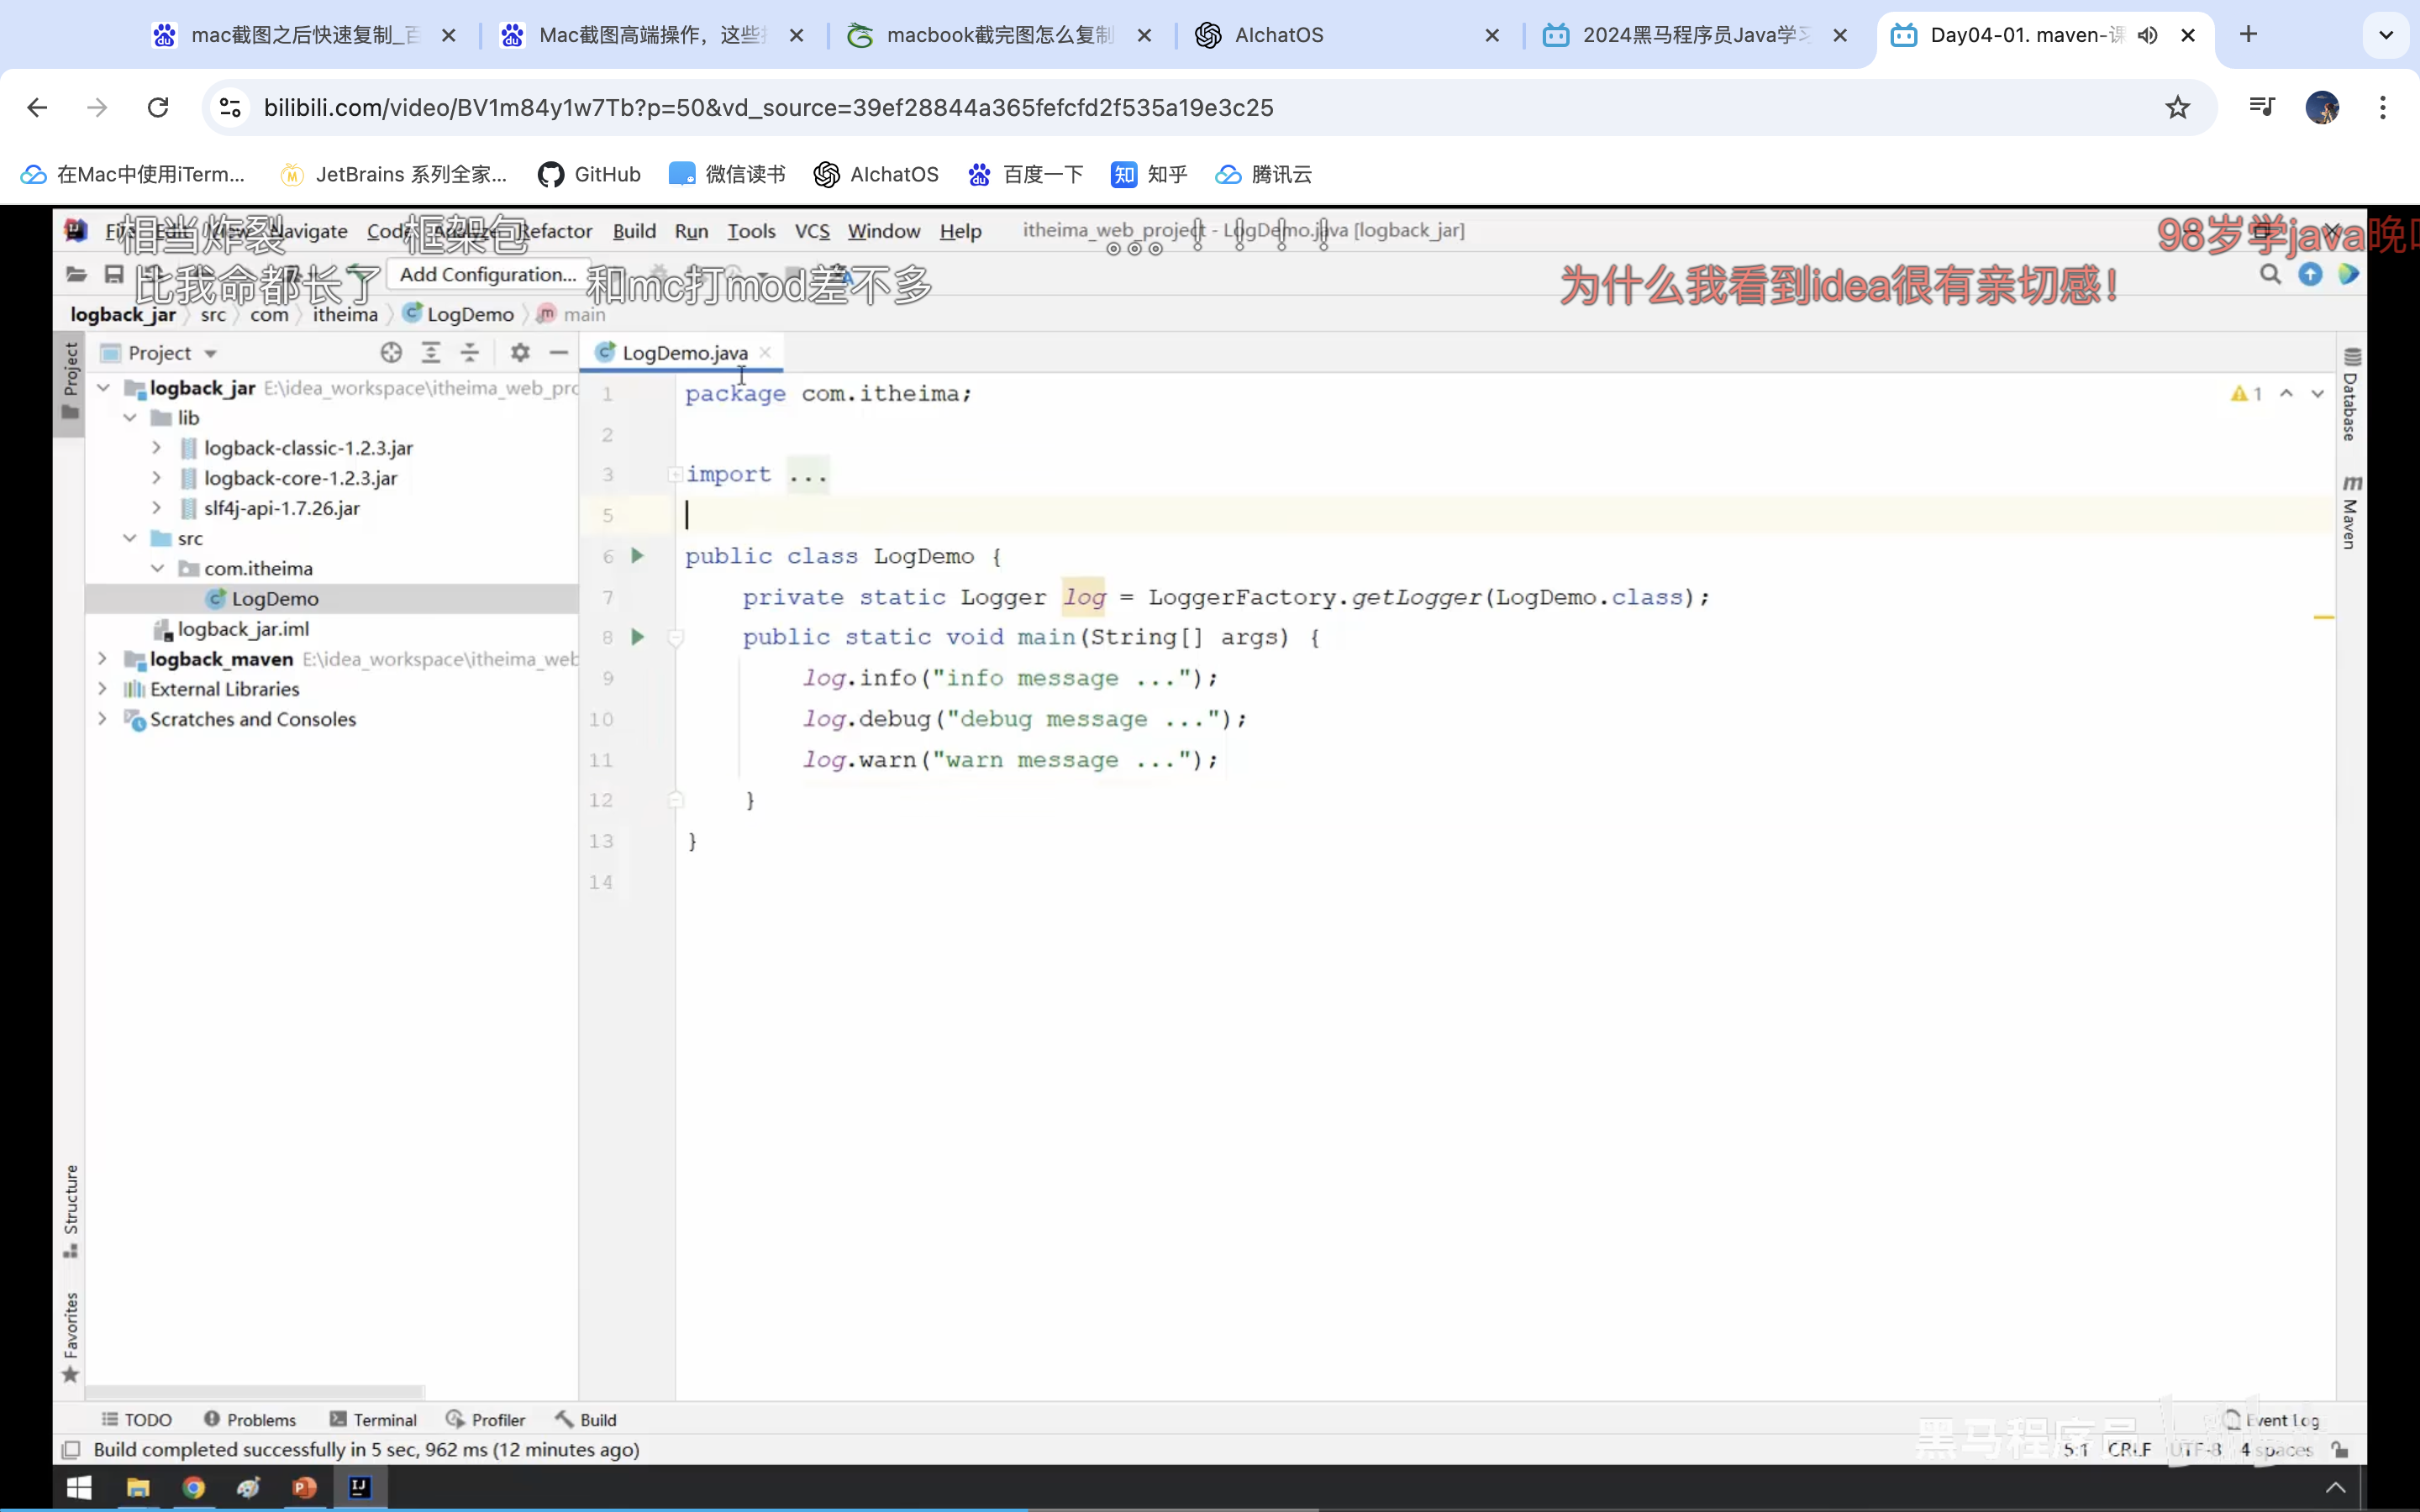 mac截图之后快速复制_百
Mac截图高端操作，这些
macbook截完图怎么复制
AIchatOS
2024黑马程序员Java学习
Day04-01. maven-课
bilibili.com/video/BV1m84y1w7Tb?p=50&vd_source=39ef28844a365fefcfd2f535a19e3c25
在Mac中使用iTerm...
JetBrains 系列全家...
GitHub
微信读书
AIchatOS
百度一下
知乎
腾讯云
相当炸裂
框架包
98岁学java晚
File Edit View Navigate Code Analyze Refactor Build Run Tools VCS Window Help
itheima_web_project - LogDemo.java [logback_jar]
。。。！！！！
比我命都长了
Add Configuration...
和mc打mod差不多
为什么我看到idea很有亲切感！
logback_jar src com itheima LogDemo main
Project
Project
LogDemo.java
logback_jar E:\idea_workspace\itheima_web_pro
lib
logback-classic-1.2.3.jar
logback-core-1.2.3.jar
slf4j-api-1.7.26.jar
src
com.itheima
LogDemo
logback_jar.iml
logback_maven E:\idea_workspace\itheima_web
External Libraries
Scratches and Consoles
1 package com.itheima;
2
3 import ...
5
6 public class LogDemo {
7 private static Logger log = LoggerFactory.getLogger(LogDemo.class);
8 public static void main(String[] args) {
9 log.info("info message ...");
10 log.debug("debug message ...");
11 log.warn("warn message ...");
12 }
13 }
14
1
Database
m Maven
Structure
Favorites
TODO
Problems
Terminal
Profiler
Build
Event Log
黑马程序员
bilibili
Build completed successfully in 5 sec, 962 ms (12 minutes ago)
5:1 CRLF UTF-8 4 spaces